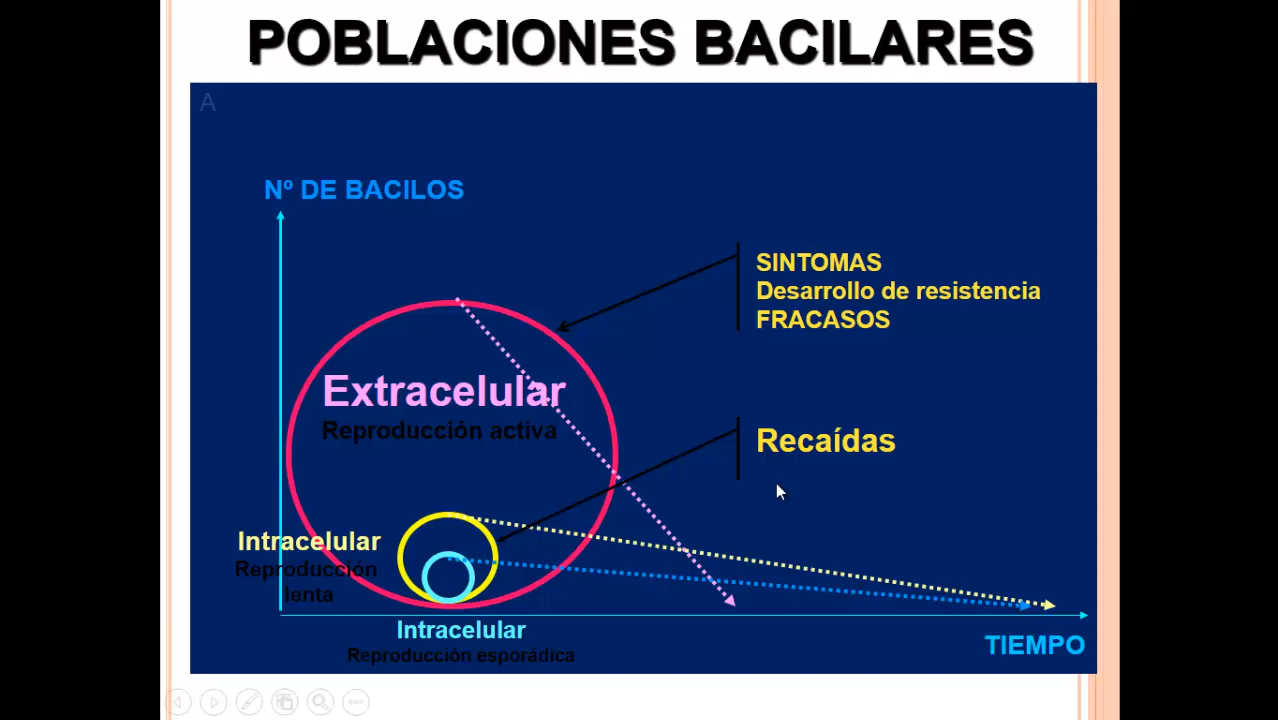 POBLACIONES BACILARES
A
Nº DE BACILOS
SINTOMAS
Desarrollo de resistencia
FRACASOS
Extracelular
Reproducción activa
Recaídas
Intracelular
Reproducción
lenta
Intracelular
Reproducción esporádica
TIEMPO